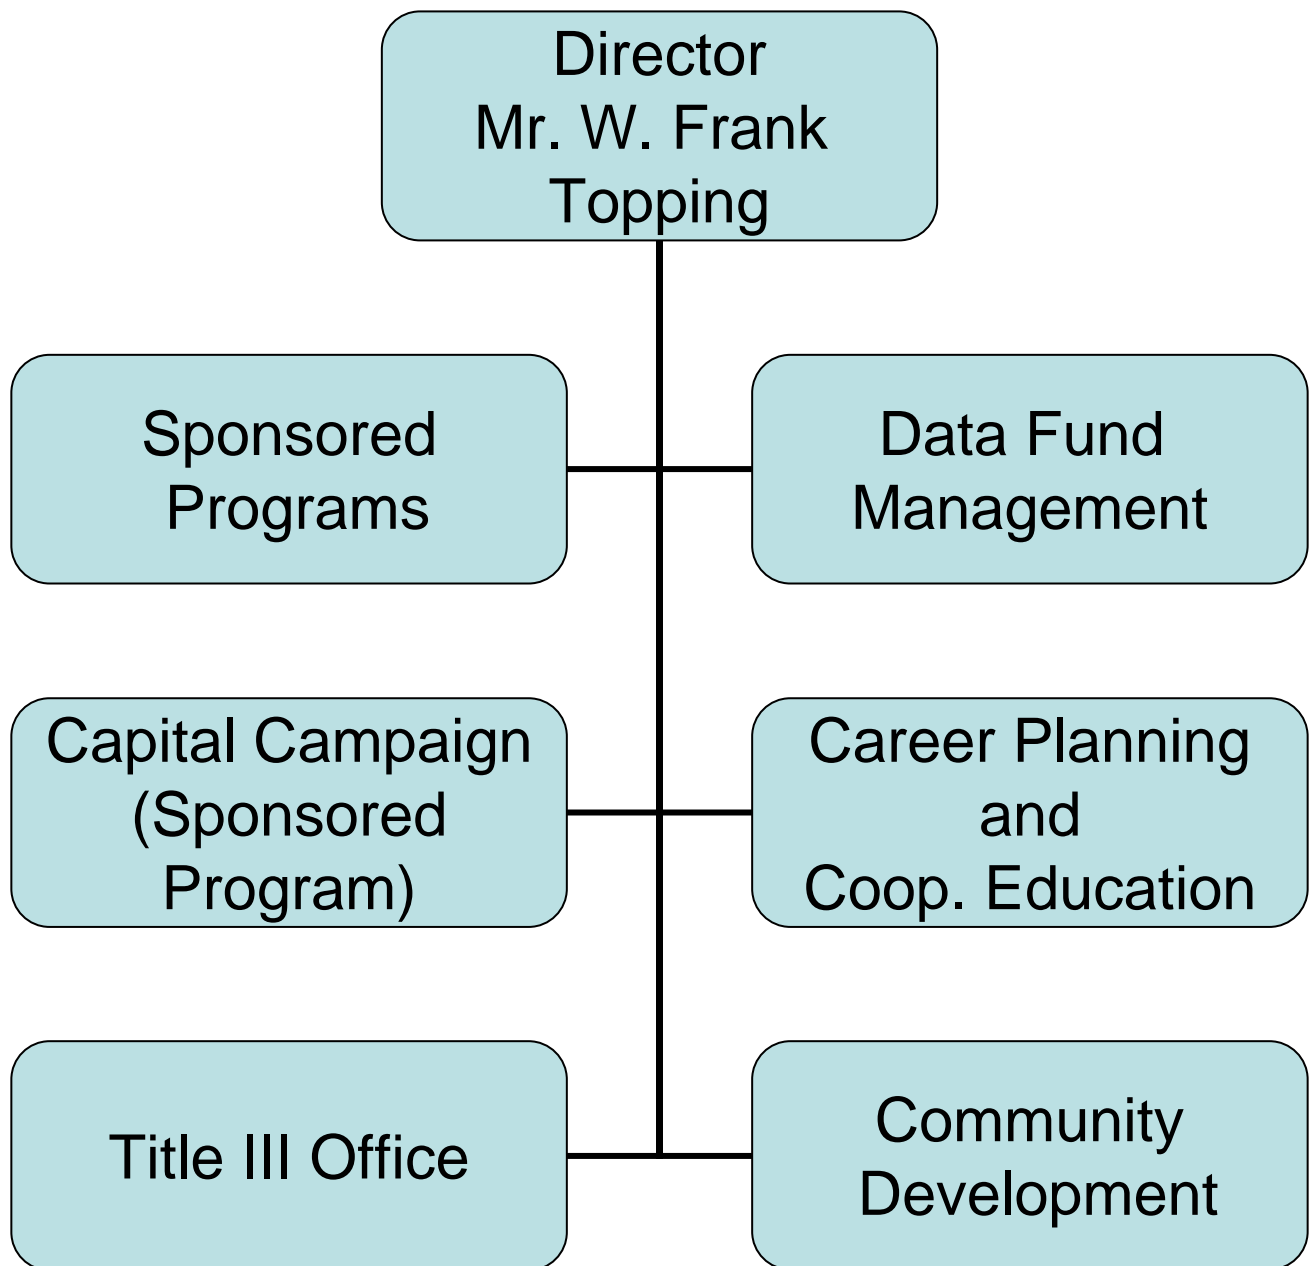 Director
Mr. W. Frank
Topping
Sponsored
Programs
Data Fund
Management
Capital Campaign
(Sponsored
Program)
Career Planning
and
Coop. Education
Title III Office
Community
Development